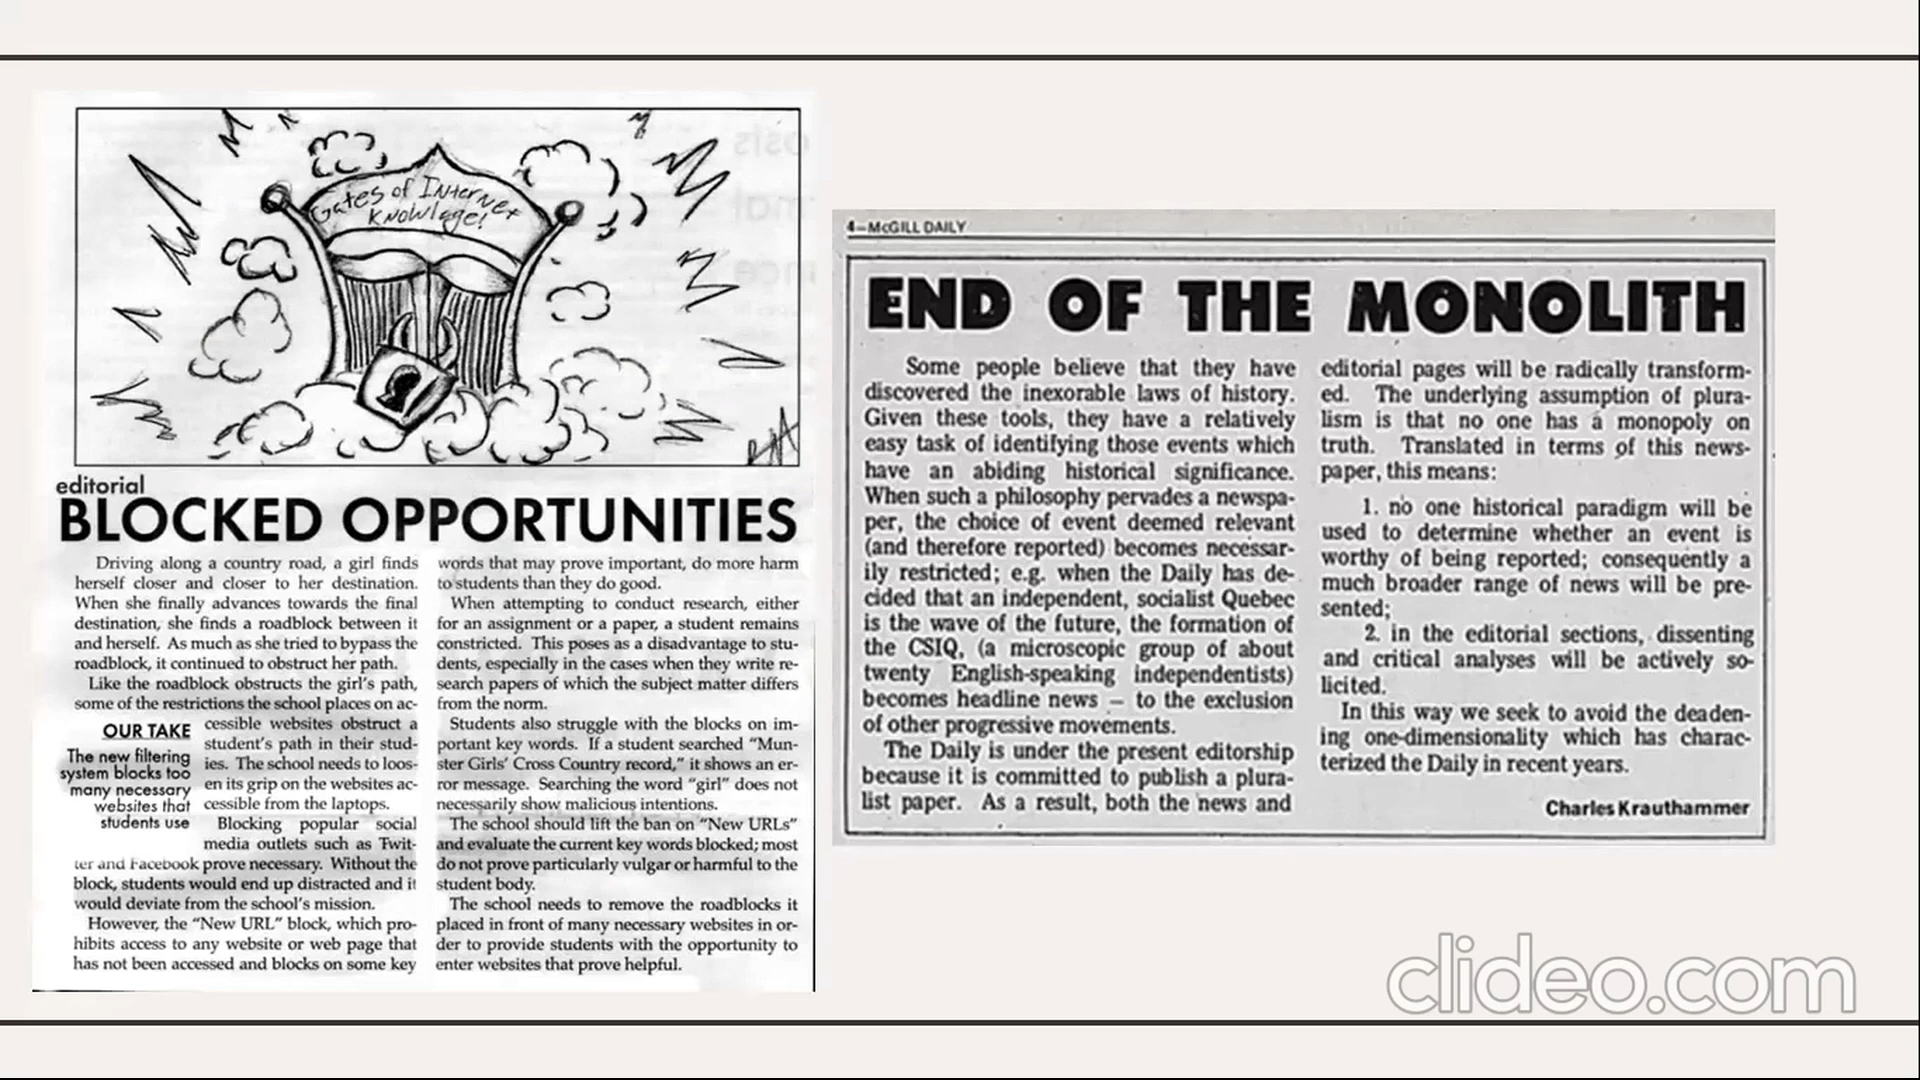 Gates of Internet
Knowledge!
editorial
BLOCKED OPPORTUNITIES
Driving along a country road, a girl finds
herself closer and closer to her destination.
When she finally advances towards the final
destination, she finds a roadblock between it
and herself. As much as she tried to bypass the
roadblock, it continued to obstruct her path.
Like the roadblock obstructs the girl's path,
some of the restrictions the school places on ac-
cessible websites obstruct a
student's path in their stud-
ies. The school needs to loos-
en its grip on the websites ac-
cessible from the laptops.
Blocking popular social
media outlets such as Twit-
ter and Facebook prove necessary. Without the
block, students would end up distracted and it
would deviate from the school's mission.
However, the “New URL” block, which pro-
hibits access to any website or web page that
has not been accessed and blocks on some key
OUR TAKE
The new filtering
system blocks too
many necessary
websites that
students use
words that may prove important, do more harm
to students than they do good.
When attempting to conduct research, either
for an assignment or a paper, a student remains
constricted. This poses as a disadvantage to stu-
dents, especially in the cases when they write re-
search papers of which the subject matter differs
from the norm.
Students also struggle with the blocks on im-
portant key words. If a student searched “Mun-
ster Girls' Cross Country record,” it shows an er-
ror message. Searching the word “girl” does not
necessarily show malicious intentions.
The school should lift the ban on “New URLs”
and evaluate the current key words blocked; most
do not prove particularly vulgar or harmful to the
student body.
The school needs to remove the roadblocks it
placed in front of many necessary websites in or-
der to provide students with the opportunity to
enter websites that prove helpful.
4—McGILL DAILY
END OF THE MONOLITH
Some people believe that they have
discovered the inexorable laws of history.
Given these tools, they have a relatively
easy task of identifying those events which
have an abiding historical significance.
When such a philosophy pervades a newspa-
per, the choice of event deemed relevant
(and therefore reported) becomes necessar-
ily restricted; e.g. when the Daily has de-
cided that an independent, socialist Quebec
is the wave of the future, the formation of
the CSIQ, (a microscopic group of about
twenty English-speaking independentists)
becomes headline news — to the exclusion
of other progressive movements.
The Daily is under the present editorship
because it is committed to publish a plura-
list paper. As a result, both the news and
editorial pages will be radically transform-
ed. The underlying assumption of plura-
lism is that no one has a monopoly on
truth. Translated in terms of this news-
paper, this means:
1. no one historical paradigm will be
used to determine whether an event is
worthy of being reported; consequently a
much broader range of news will be pre-
sented;
2. in the editorial sections, dissenting
and critical analyses will be actively so-
licited.
In this way we seek to avoid the deaden-
ing one-dimensionality which has charac-
terized the Daily in recent years.
Charles Krauthammer
clideo.com